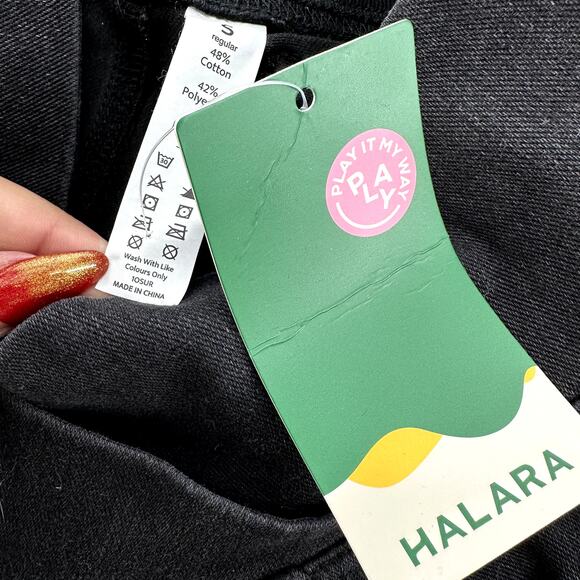 S
regular
48%
Cotton
42%
30
Wash With Like
Colours Only
10SUR
MADE IN CHINA
PLAY IT MY WAY
PLAY
HALARA